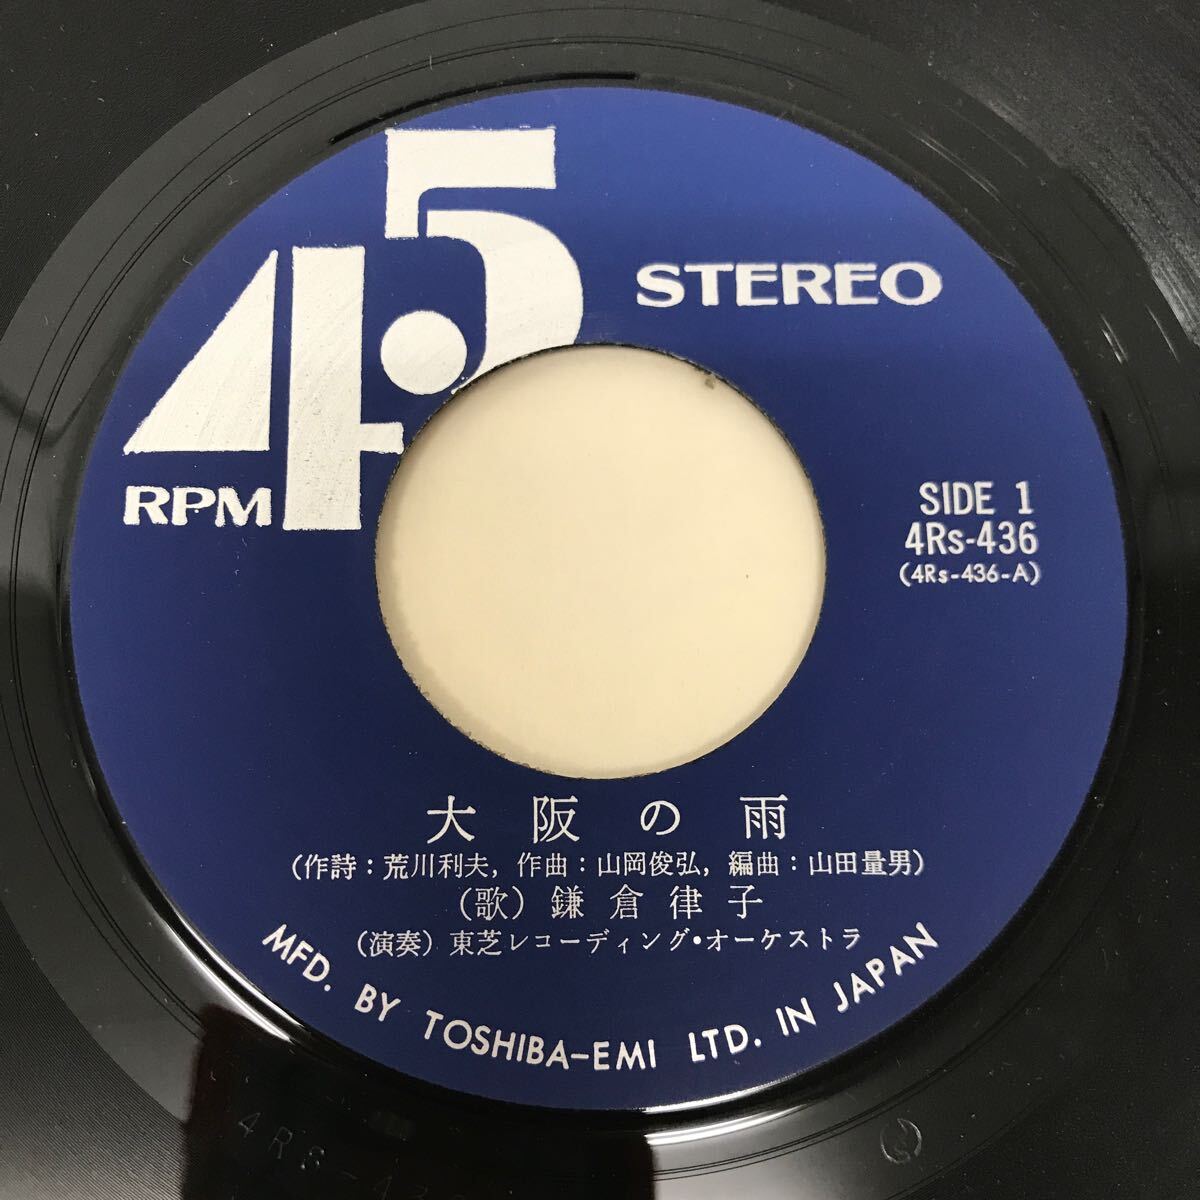 45
RPM
STEREO
SIDE 1
4Rs-436
(4Rs-436-A)
大阪の雨
(作詩：荒川利夫, 作曲：山岡俊弘, 編曲：山田量男)
(歌) 鎌倉律子
(演奏) 東芝レコーディング・オーケストラ
MFD. BY TOSHIBA-EMI LTD. IN JAPAN